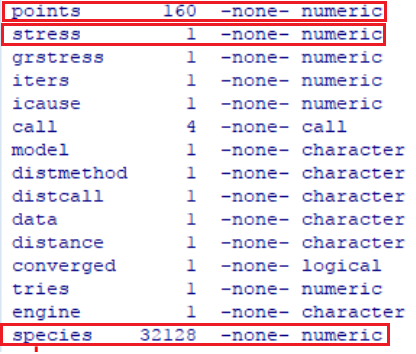 points 160 -none- numeric
stress 1 -none- numeric
grstress 1 -none- numeric
iters 1 -none- numeric
icause 1 -none- numeric
call 4 -none- call
model 1 -none- character
distmethod 1 -none- character
distcall 1 -none- character
data 1 -none- character
distance 1 -none- character
converged 1 -none- logical
tries 1 -none- numeric
engine 1 -none- character
species 32128 -none- numeric